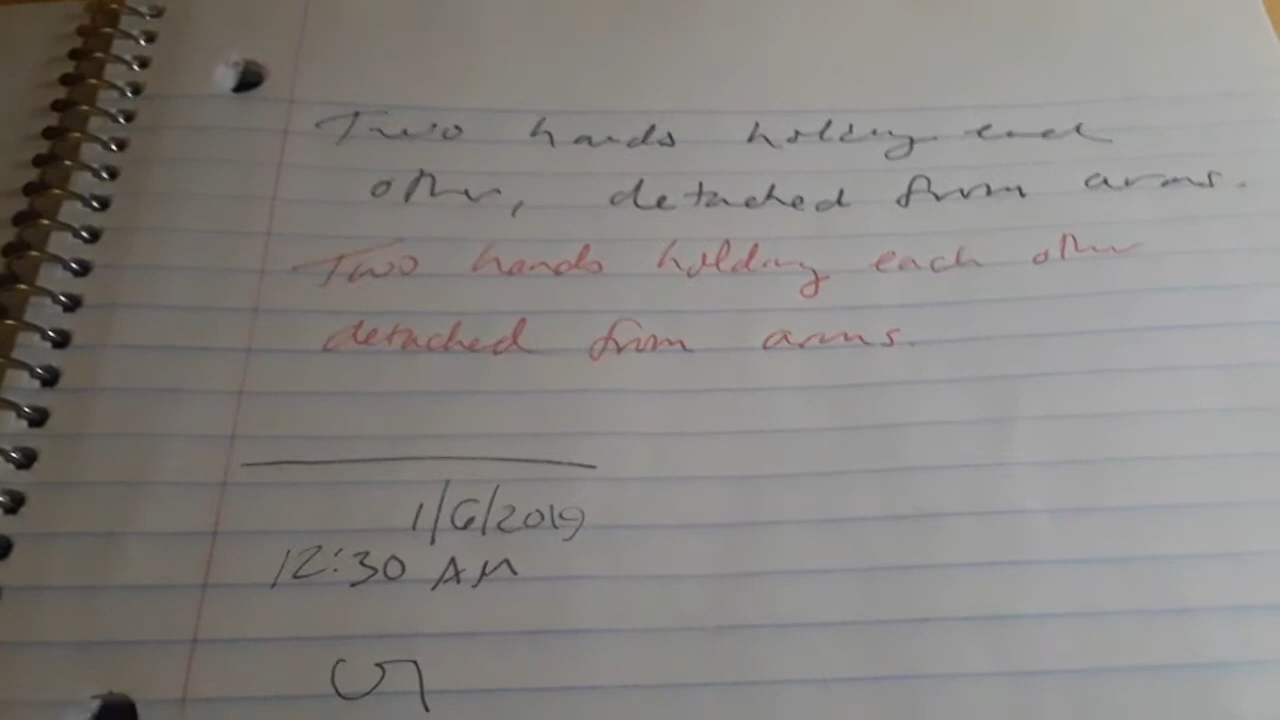 Two hands holding each
other, detached from arms.
Two hands holding each other
detached from arms.
1/6/2019
12:30 AM